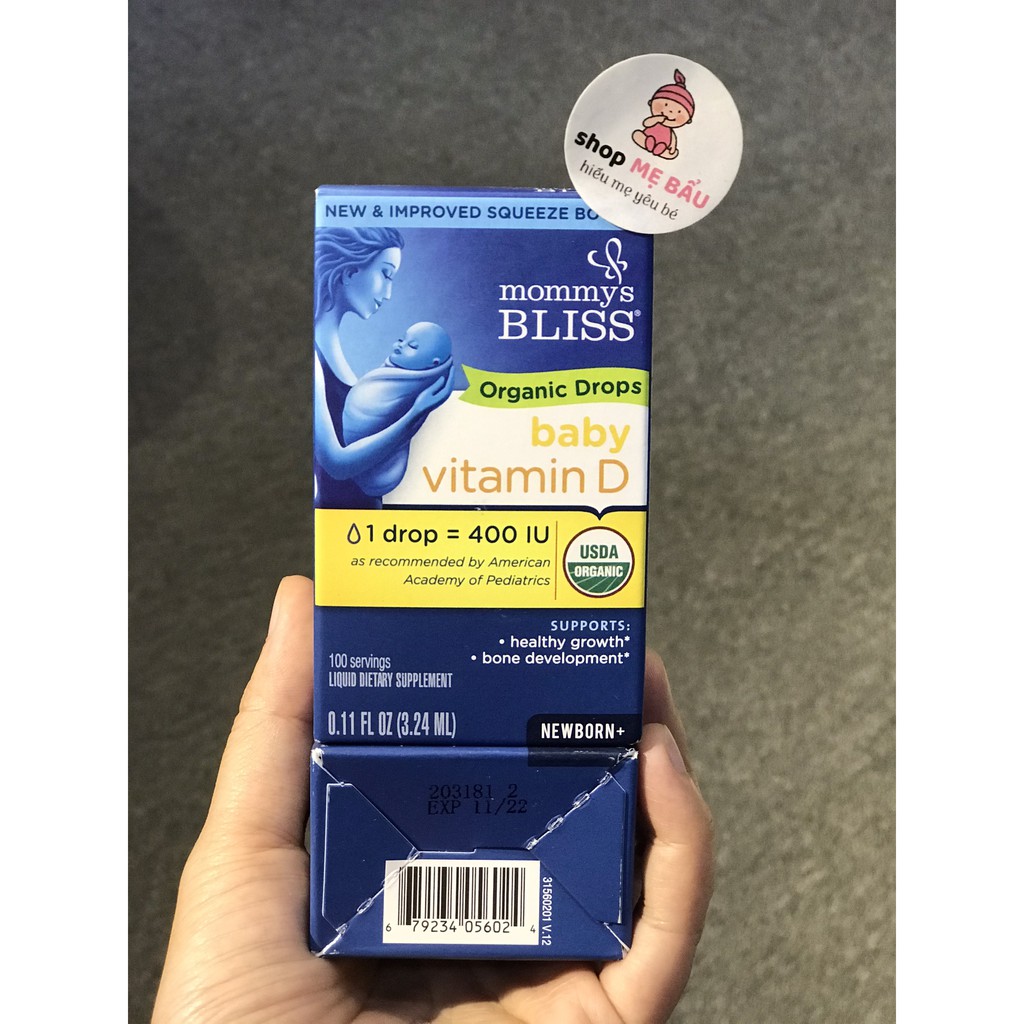 shop MẸ BẦU
hiểu mẹ yêu bé
NEW & IMPROVED SQUEEZE BO
mommy's
BLISS®
Organic Drops
baby
vitamin D
1 drop = 400 IU
as recommended by American
Academy of Pediatrics
USDA
ORGANIC
SUPPORTS:
• healthy growth*
• bone development*
100 servings
LIQUID DIETARY SUPPLEMENT
0.11 FL OZ (3.24 ML)
NEWBORN+
203181 2
EXP 11/22
6 79234 05602 4
31560201 V.12